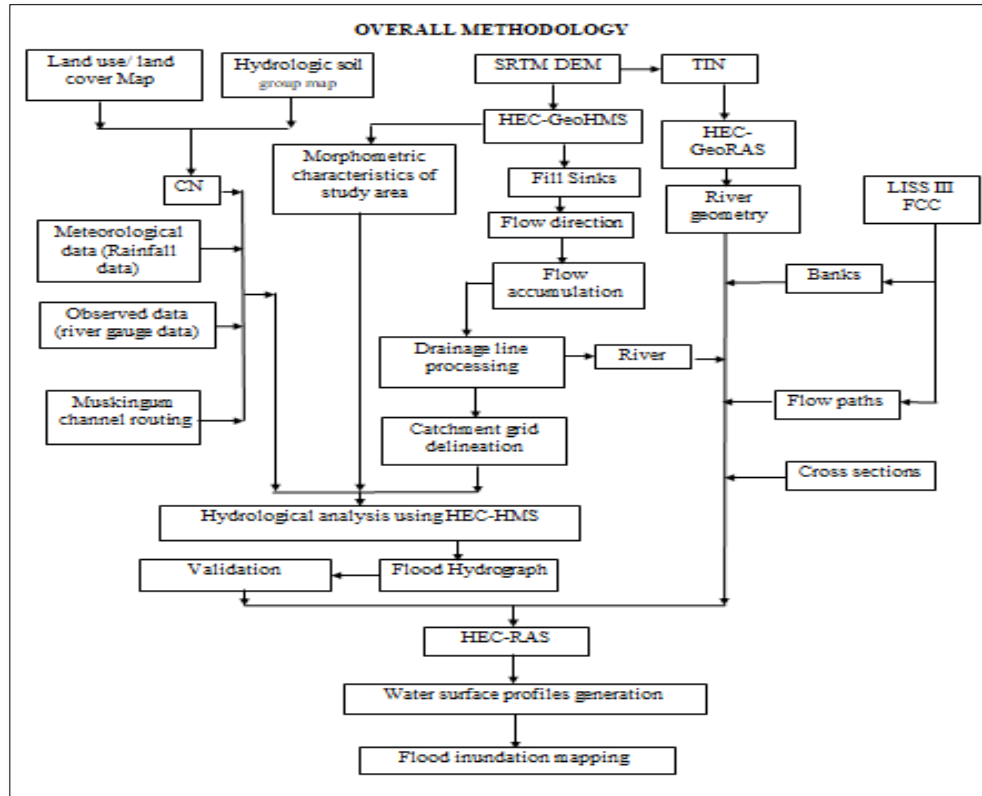 OVERALL METHODOLOGY
Land use/ land
cover Map
Hydrologic soil
group map
SRTM DEM
TIN
HEC-GeoHMS
HEC-
GeoRAS
Morphometric
characteristics of
study area
CN
Fill Sinks
River
geometry
LISS III
FCC
Flow direction
Meteorological
data (Rainfall
data)
Flow
accumulation
Banks
Observed data
(river gauge data)
Drainage line
processing
River
Muskingum
channel routing
Flow paths
Catchment grid
delineation
Cross sections
Hydrological analysis using HEC-HMS
Validation
Flood Hydrograph
HEC-RAS
Water surface profiles generation
Flood inundation mapping